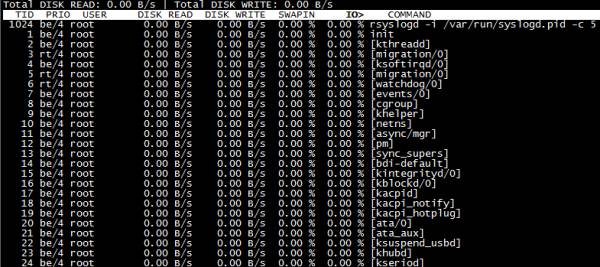 Total DISK READ: 0.00 B/s | Total DISK WRITE: 0.00 B/s
TID PRIO USER DISK READ DISK WRITE SWAPIN IO> COMMAND
1024 be/4 root 0.00 B/s 0.00 B/s 0.00 % 0.00 % rsyslogd -i /var/run/syslogd.pid -c 5
1 be/4 root 0.00 B/s 0.00 B/s 0.00 % 0.00 % init
2 be/4 root 0.00 B/s 0.00 B/s 0.00 % 0.00 % [kthreadd]
3 rt/4 root 0.00 B/s 0.00 B/s 0.00 % 0.00 % [migration/0]
4 be/4 root 0.00 B/s 0.00 B/s 0.00 % 0.00 % [ksoftirqd/0]
5 rt/4 root 0.00 B/s 0.00 B/s 0.00 % 0.00 % [migration/0]
6 rt/4 root 0.00 B/s 0.00 B/s 0.00 % 0.00 % [watchdog/0]
7 be/4 root 0.00 B/s 0.00 B/s 0.00 % 0.00 % [events/0]
8 be/4 root 0.00 B/s 0.00 B/s 0.00 % 0.00 % [cgroup]
9 be/4 root 0.00 B/s 0.00 B/s 0.00 % 0.00 % [khelper]
10 be/4 root 0.00 B/s 0.00 B/s 0.00 % 0.00 % [netns]
11 be/4 root 0.00 B/s 0.00 B/s 0.00 % 0.00 % [async/mgr]
12 be/4 root 0.00 B/s 0.00 B/s 0.00 % 0.00 % [pm]
13 be/4 root 0.00 B/s 0.00 B/s 0.00 % 0.00 % [sync_supers]
14 be/4 root 0.00 B/s 0.00 B/s 0.00 % 0.00 % [bdi-default]
15 be/4 root 0.00 B/s 0.00 B/s 0.00 % 0.00 % [kintegrityd/0]
16 be/4 root 0.00 B/s 0.00 B/s 0.00 % 0.00 % [kblockd/0]
17 be/4 root 0.00 B/s 0.00 B/s 0.00 % 0.00 % [kacpid]
18 be/4 root 0.00 B/s 0.00 B/s 0.00 % 0.00 % [kacpi_notify]
19 be/4 root 0.00 B/s 0.00 B/s 0.00 % 0.00 % [kacpi_hotplug]
20 be/4 root 0.00 B/s 0.00 B/s 0.00 % 0.00 % [ata/0]
21 be/4 root 0.00 B/s 0.00 B/s 0.00 % 0.00 % [ata_aux]
22 be/4 root 0.00 B/s 0.00 B/s 0.00 % 0.00 % [ksuspend_usbd]
23 be/4 root 0.00 B/s 0.00 B/s 0.00 % 0.00 % [khubd]
24 be/4 root 0.00 B/s 0.00 B/s 0.00 % 0.00 % [kseriod]